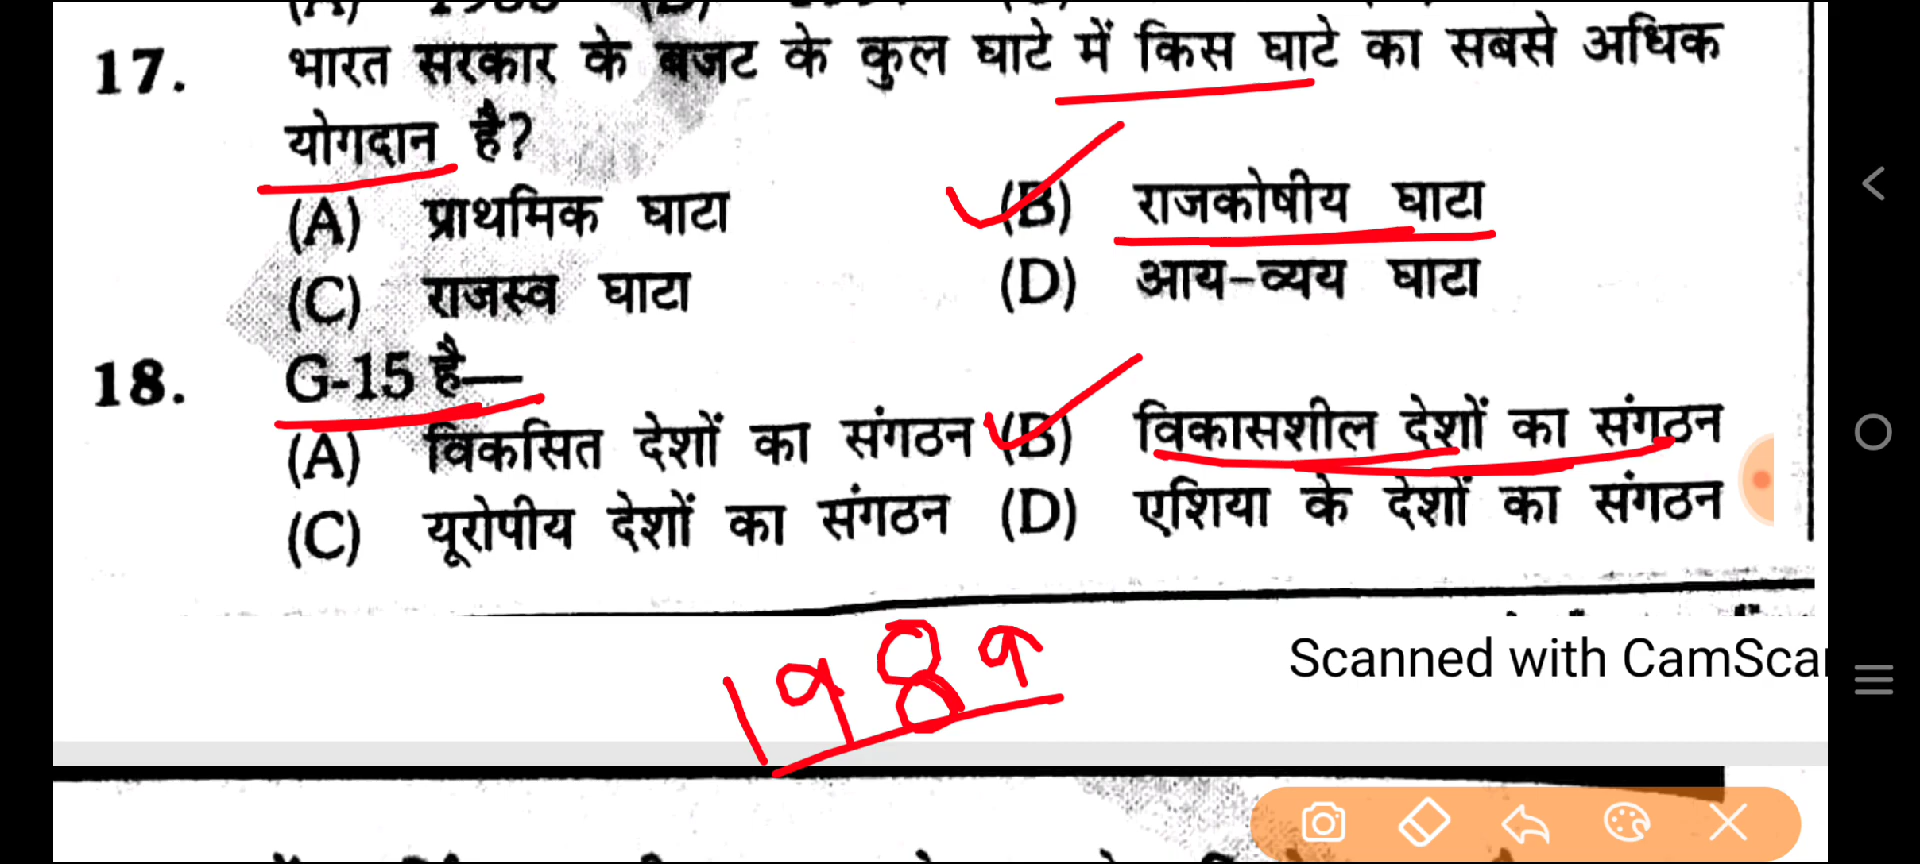 17. भारत सरकार के बजट के कुल घाटे में किस घाटे का सबसे अधिक
योगदान है?
(A) प्राथमिक घाटा (B) राजकोषीय घाटा
(C) राजस्व घाटा (D) आय-व्यय घाटा
18. G-15 है—
(A) विकसित देशों का संगठन (B) विकासशील देशों का संगठन
(C) यूरोपीय देशों का संगठन (D) एशिया के देशों का संगठन
Scanned with CamScan
1989